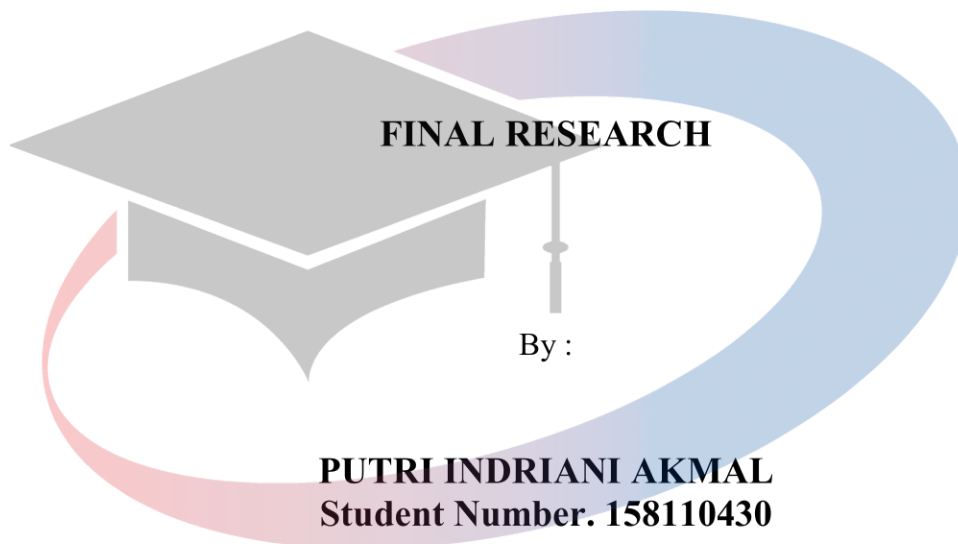 FINAL RESEARCH
By :
PUTRI INDRIANI AKMAL
Student Number. 158110430